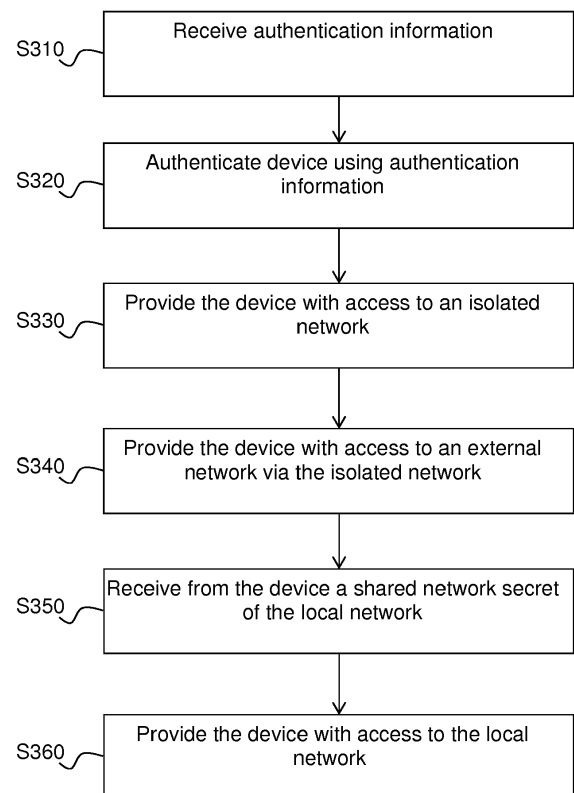 S310
Receive authentication information
S320
Authenticate device using authentication
information
S330
Provide the device with access to an isolated
network
S340
Provide the device with access to an external
network via the isolated network
S350
Receive from the device a shared network secret
of the local network
S360
Provide the device with access to the local
network